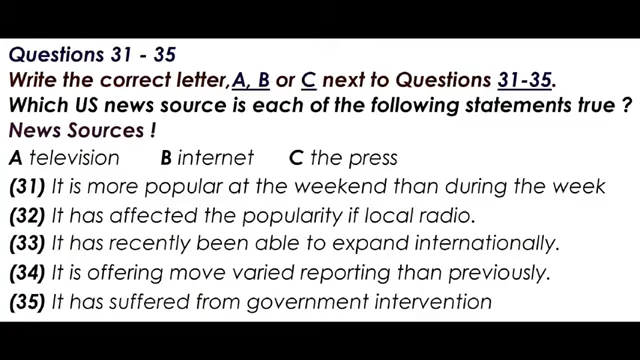 Questions 31 - 35
Write the correct letter,A, B or C next to Questions 31-35.
Which US news source is each of the following statements true ?
News Sources !
A television B internet C the press
(31) It is more popular at the weekend than during the week
(32) It has affected the popularity if local radio.
(33) It has recently been able to expand internationally.
(34) It is offering move varied reporting than previously.
(35) It has suffered from government intervention